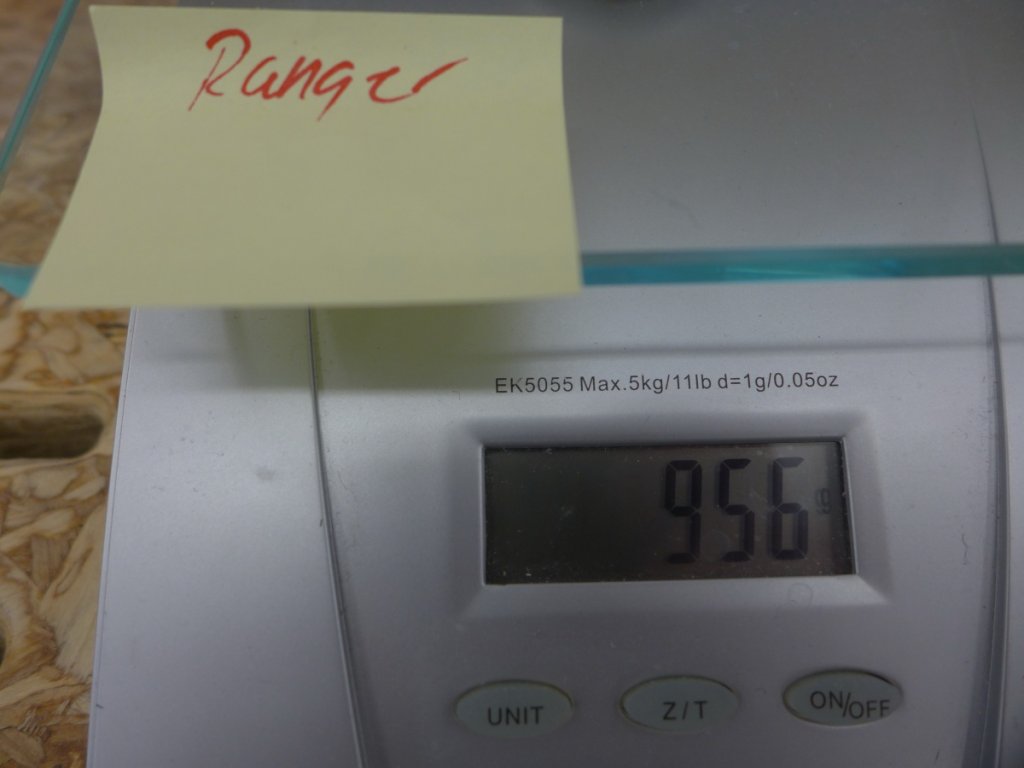 Ranger
EK5055 Max.5kg/11lb d=1g/0.05oz
956 g
UNIT
Z/T
ON/OFF